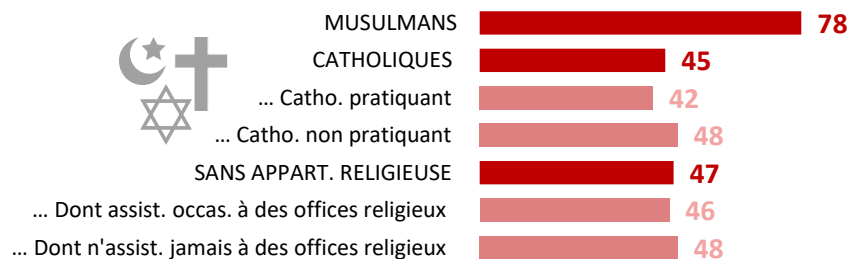 MUSULMANS 78
CATHOLIQUES 45
... Catho. pratiquant 42
... Catho. non pratiquant 48
SANS APPART. RELIGIEUSE 47
... Dont assist. occas. à des offices religieux 46
... Dont n'assist. jamais à des offices religieux 48